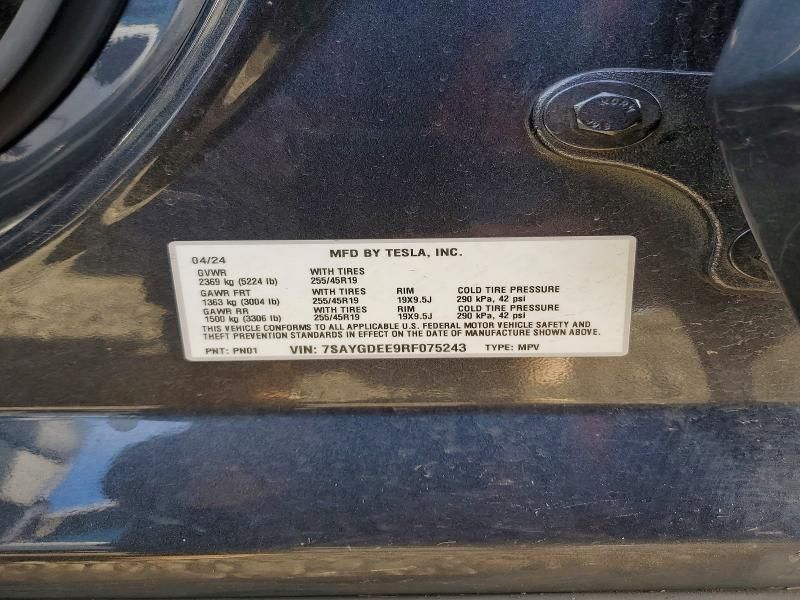 04/24 MFD BY TESLA, INC.
GVWR WITH TIRES
2369 kg (5224 lb) 255/45R19
GAWR FRT WITH TIRES RIM COLD TIRE PRESSURE
1363 kg (3004 lb) 255/45R19 19X9.5J 290 kPa, 42 psi
GAWR RR WITH TIRES RIM COLD TIRE PRESSURE
1500 kg (3306 lb) 255/45R19 19X9.5J 290 kPa, 42 psi
THIS VEHICLE CONFORMS TO ALL APPLICABLE U.S. FEDERAL MOTOR VEHICLE SAFETY AND
THEFT PREVENTION STANDARDS IN EFFECT ON THE DATE OF MANUFACTURE SHOWN ABOVE.
PNT: PN01 VIN: 7SAYGDEE9RF075243 TYPE: MPV